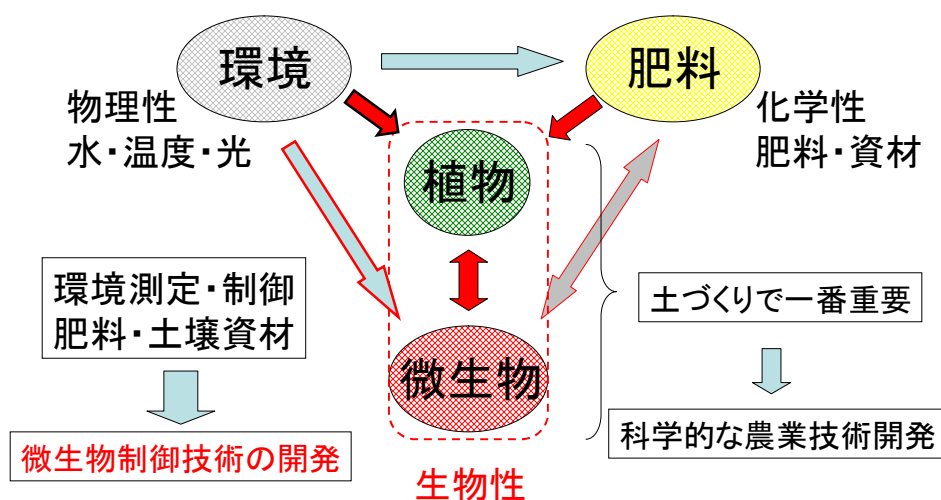 環境
肥料
物理性
水・温度・光
化学性
肥料・資材
植物
環境測定・制御
肥料・土壌資材
土づくりで一番重要
微生物
微生物制御技術の開発
科学的な農業技術開発
生物性